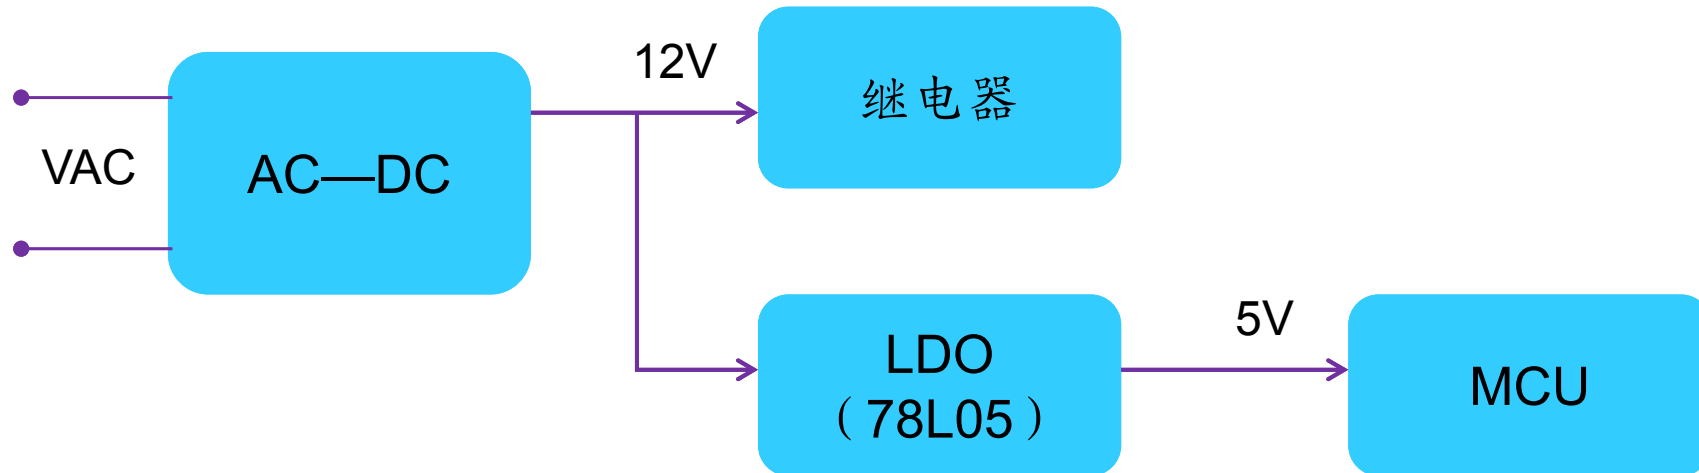 VAC
AC—DC
12V
继电器
LDO
（78L05）
5V
MCU